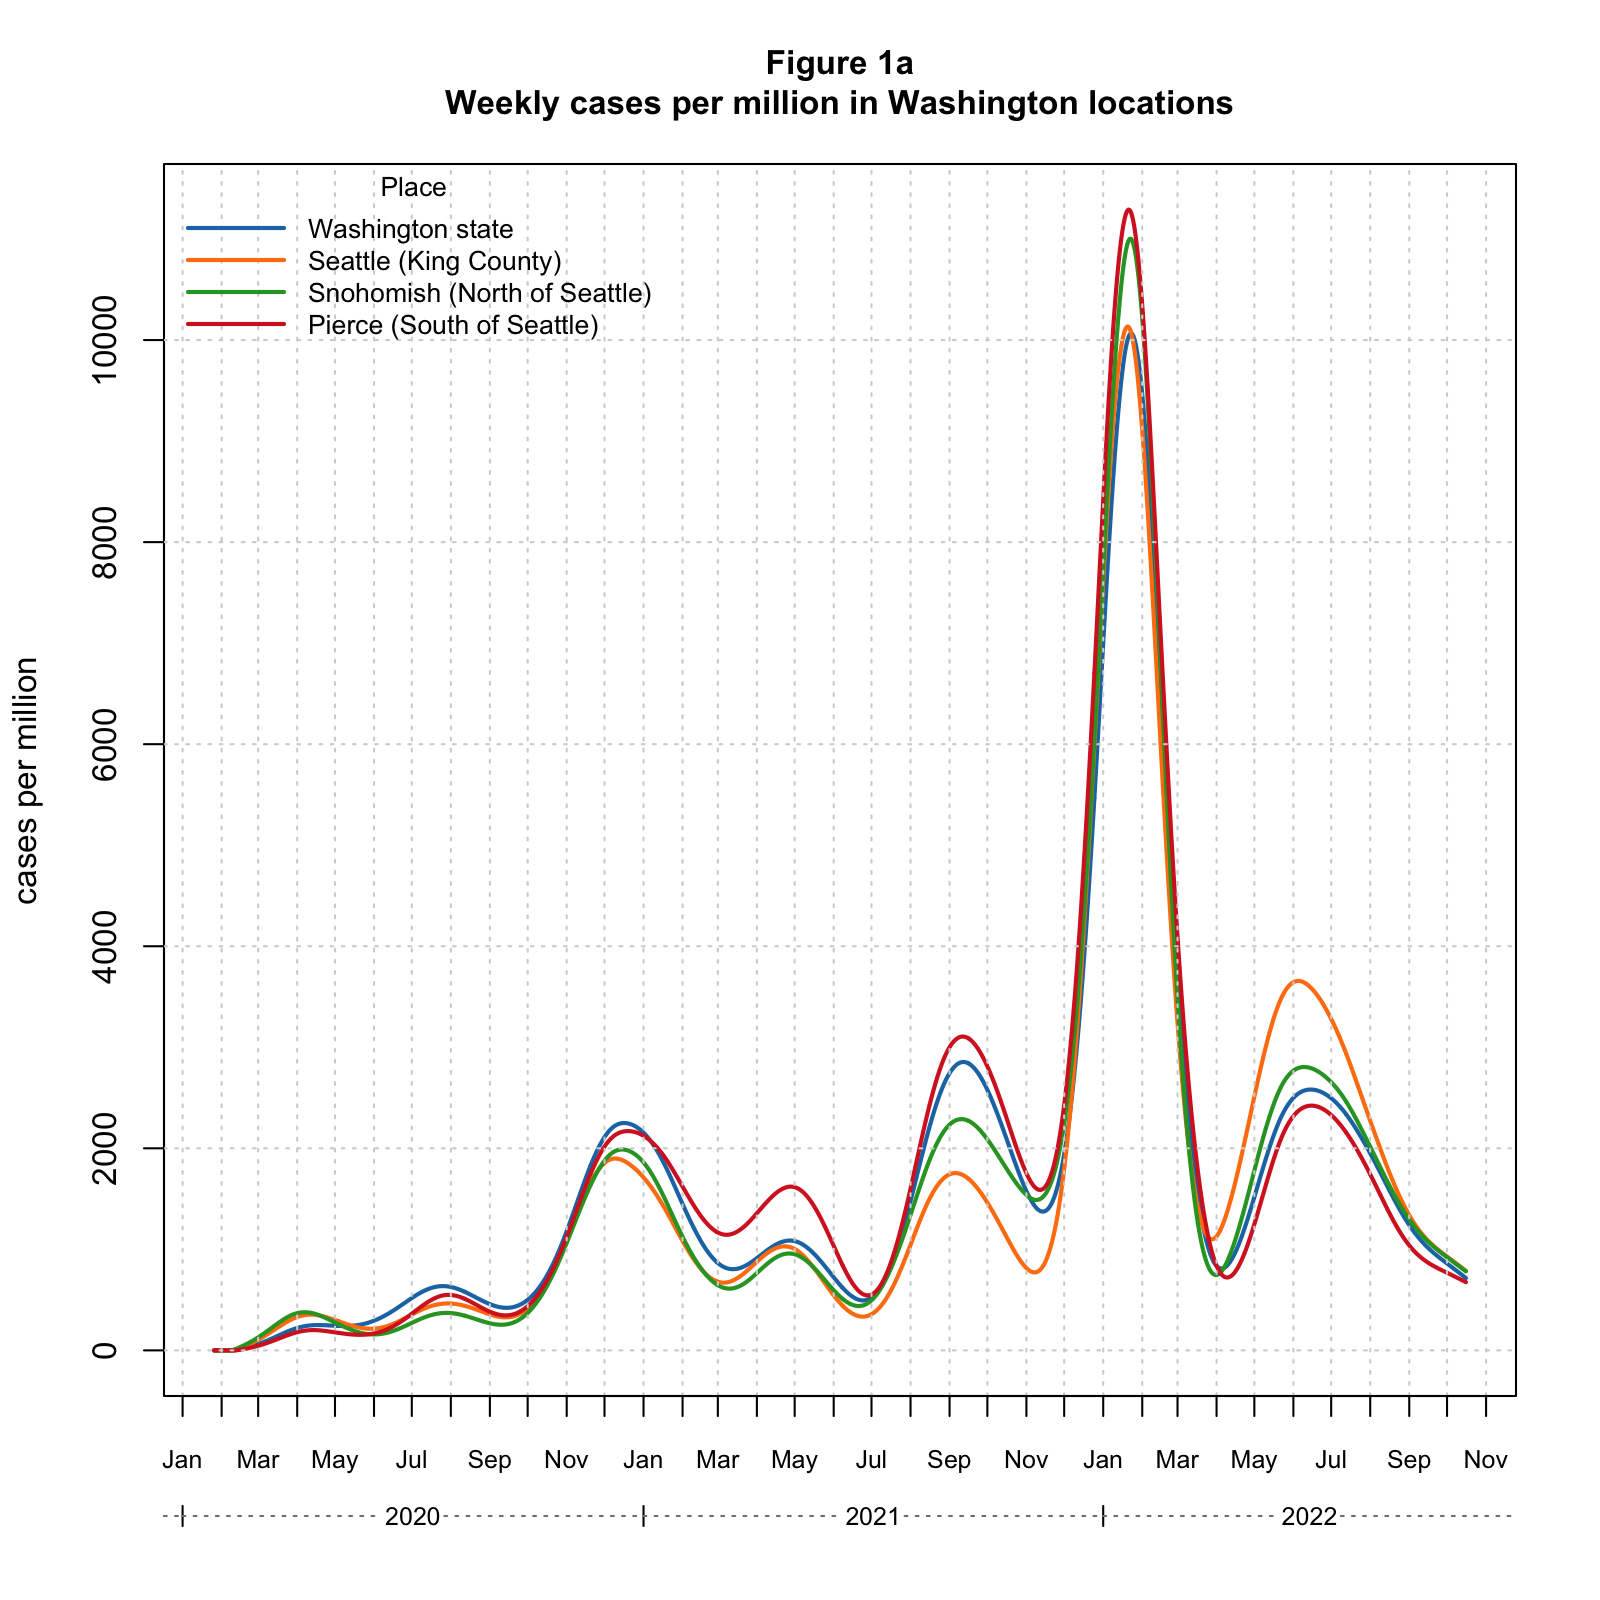 Figure 1a
Weekly cases per million in Washington locations
Place
Washington state
Seattle (King County)
Snohomish (North of Seattle)
Pierce (South of Seattle)
cases per million
10000
8000
6000
4000
2000
0
Jan Mar May Jul Sep Nov Jan Mar May Jul Sep Nov Jan Mar May Jul Sep Nov
2020 2021 2022